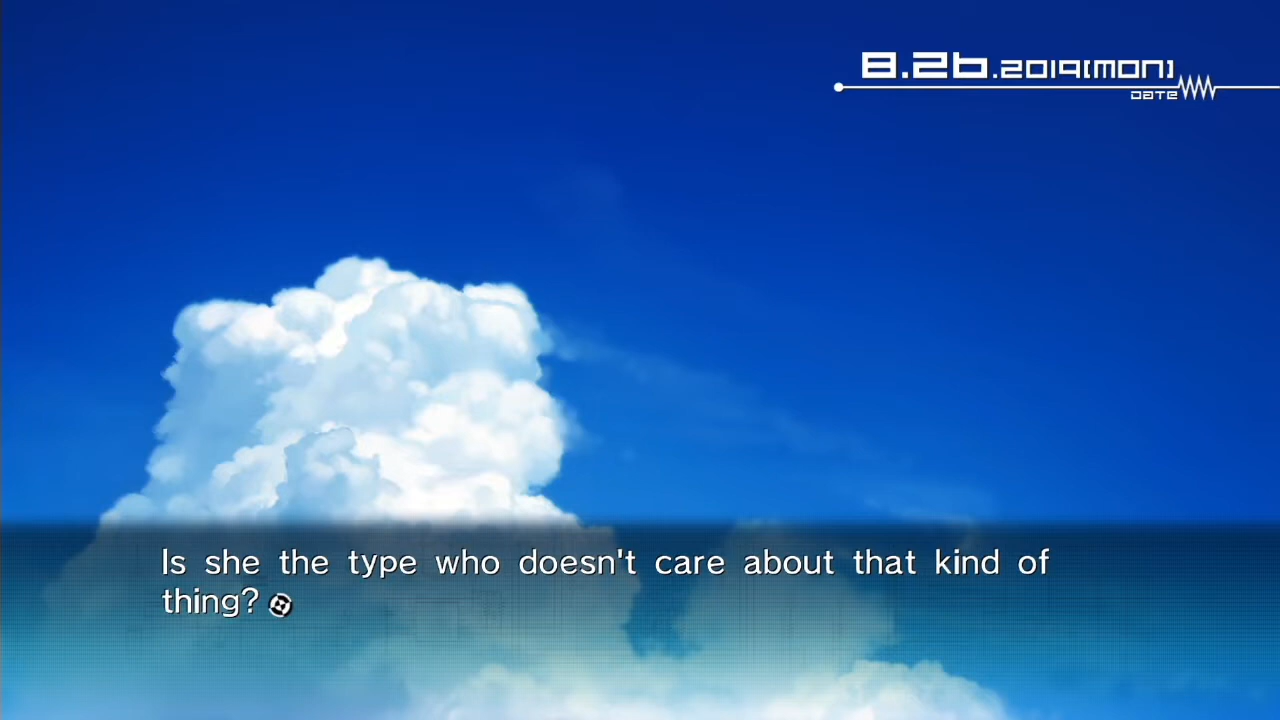 8.26.2019[MON]
DATE
Is she the type who doesn't care about that kind of
thing?